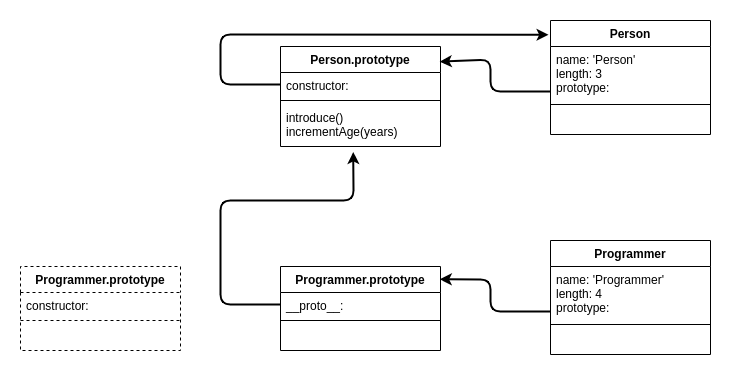 Person
name: 'Person'
length: 3
prototype:
Person.prototype
constructor:
introduce()
incrementAge(years)
Programmer.prototype
constructor:
Programmer.prototype
__proto__:
Programmer
name: 'Programmer'
length: 4
prototype: